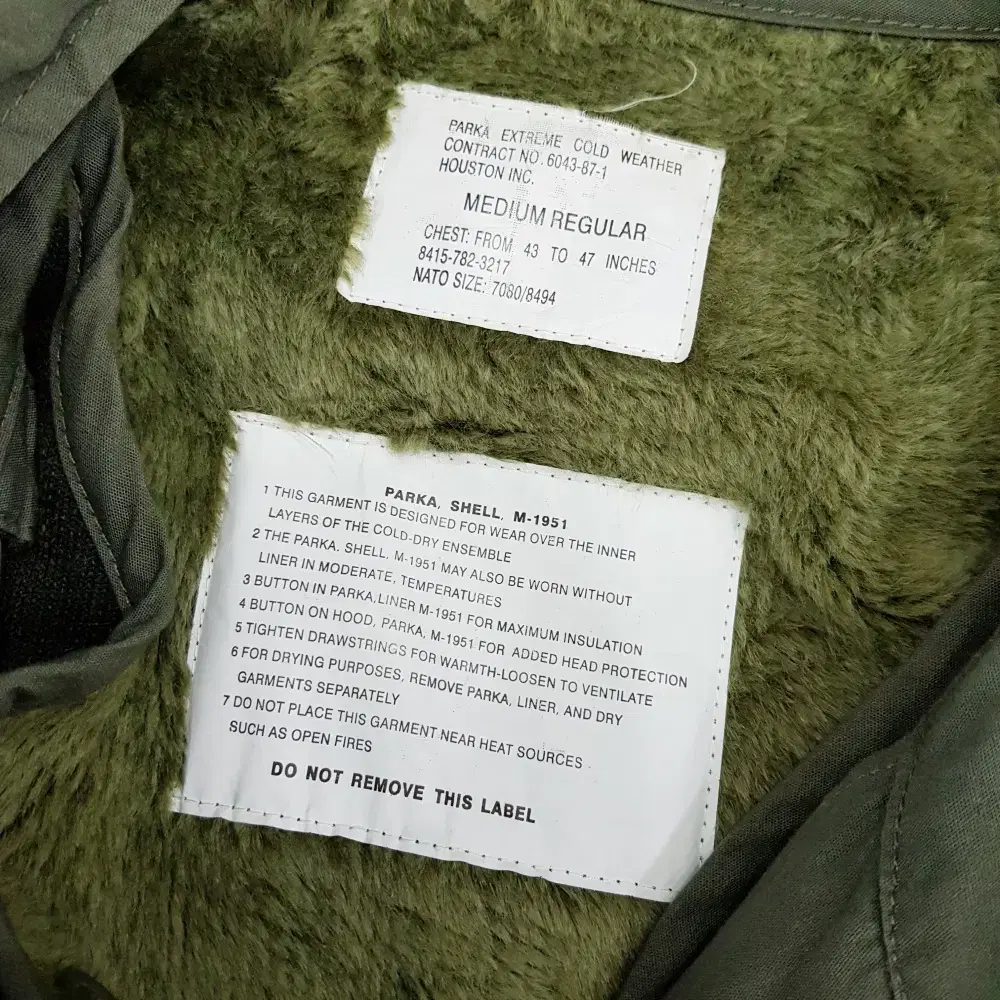 PARKA EXTREME COLD WEATHER
CONTRACT NO. 6043-87-1
HOUSTON INC.
MEDIUM REGULAR
CHEST: FROM 43 TO 47 INCHES
8415-782-3217
NATO SIZE: 7080/8494
PARKA, SHELL, M-1951
1 THIS GARMENT IS DESIGNED FOR WEAR OVER THE INNER
LAYERS OF THE COLD-DRY ENSEMBLE
2 THE PARKA. SHELL, M-1951 MAY ALSO BE WORN WITHOUT
LINER IN MODERATE, TEMPERATURES
3 BUTTON IN PARKA,LINER M-1951 FOR MAXIMUM INSULATION
4 BUTTON ON HOOD, PARKA, M-1951 FOR ADDED HEAD PROTECTION
5 TIGHTEN DRAWSTRINGS FOR WARMTH-LOOSEN TO VENTILATE
6 FOR DRYING PURPOSES, REMOVE PARKA, LINER, AND DRY
GARMENTS SEPARATELY
7 DO NOT PLACE THIS GARMENT NEAR HEAT SOURCES
SUCH AS OPEN FIRES
DO NOT REMOVE THIS LABEL